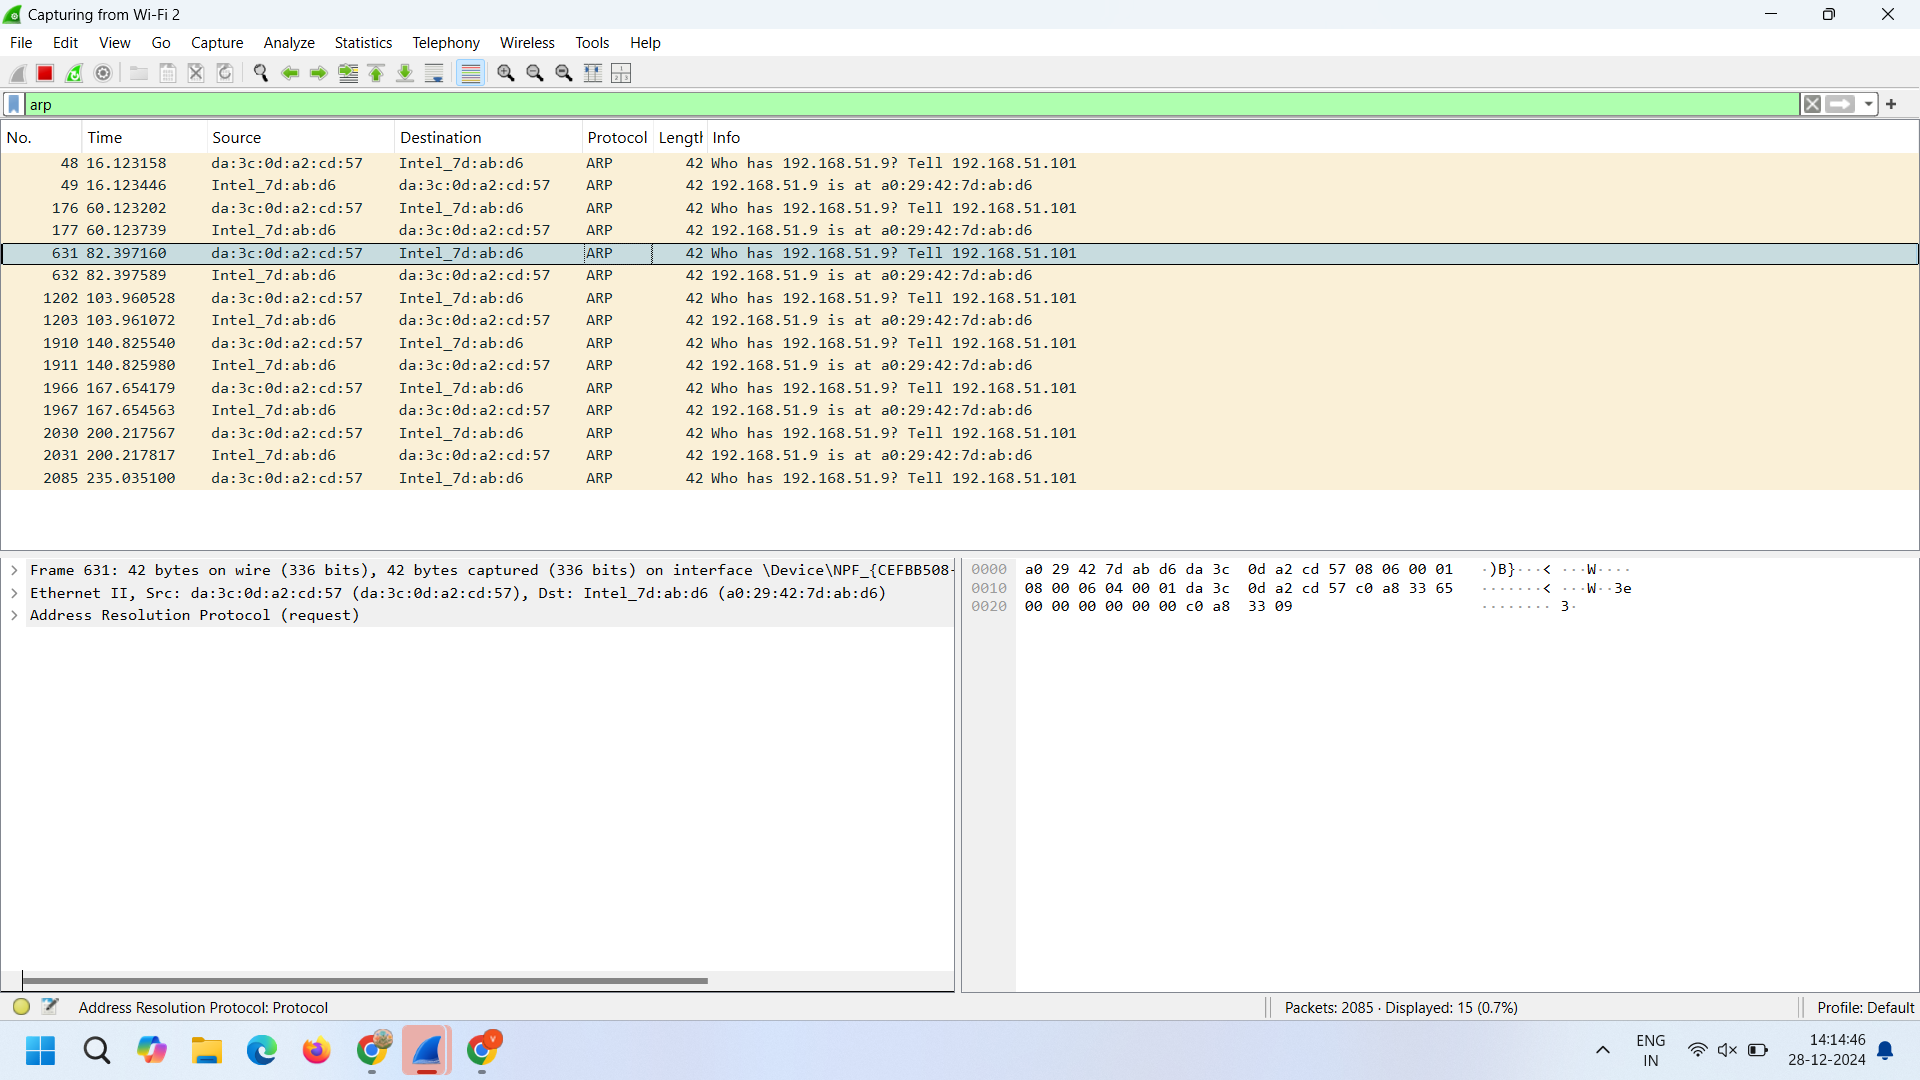 Capturing from Wi-Fi 2
File Edit View Go Capture Analyze Statistics Telephony Wireless Tools Help
arp
No. Time Source Destination Protocol Length Info
48 16.123158 da:3c:0d:a2:cd:57 Intel_7d:ab:d6 ARP 42 Who has 192.168.51.9? Tell 192.168.51.101
49 16.123446 Intel_7d:ab:d6 da:3c:0d:a2:cd:57 ARP 42 192.168.51.9 is at a0:29:42:7d:ab:d6
176 60.123202 da:3c:0d:a2:cd:57 Intel_7d:ab:d6 ARP 42 Who has 192.168.51.9? Tell 192.168.51.101
177 60.123739 Intel_7d:ab:d6 da:3c:0d:a2:cd:57 ARP 42 192.168.51.9 is at a0:29:42:7d:ab:d6
631 82.397160 da:3c:0d:a2:cd:57 Intel_7d:ab:d6 ARP 42 Who has 192.168.51.9? Tell 192.168.51.101
632 82.397589 Intel_7d:ab:d6 da:3c:0d:a2:cd:57 ARP 42 192.168.51.9 is at a0:29:42:7d:ab:d6
1202 103.960528 da:3c:0d:a2:cd:57 Intel_7d:ab:d6 ARP 42 Who has 192.168.51.9? Tell 192.168.51.101
1203 103.961072 Intel_7d:ab:d6 da:3c:0d:a2:cd:57 ARP 42 192.168.51.9 is at a0:29:42:7d:ab:d6
1910 140.825540 da:3c:0d:a2:cd:57 Intel_7d:ab:d6 ARP 42 Who has 192.168.51.9? Tell 192.168.51.101
1911 140.825980 Intel_7d:ab:d6 da:3c:0d:a2:cd:57 ARP 42 192.168.51.9 is at a0:29:42:7d:ab:d6
1966 167.654179 da:3c:0d:a2:cd:57 Intel_7d:ab:d6 ARP 42 Who has 192.168.51.9? Tell 192.168.51.101
1967 167.654563 Intel_7d:ab:d6 da:3c:0d:a2:cd:57 ARP 42 192.168.51.9 is at a0:29:42:7d:ab:d6
2030 200.217567 da:3c:0d:a2:cd:57 Intel_7d:ab:d6 ARP 42 Who has 192.168.51.9? Tell 192.168.51.101
2031 200.217817 Intel_7d:ab:d6 da:3c:0d:a2:cd:57 ARP 42 192.168.51.9 is at a0:29:42:7d:ab:d6
2085 235.035100 da:3c:0d:a2:cd:57 Intel_7d:ab:d6 ARP 42 Who has 192.168.51.9? Tell 192.168.51.101
Frame 631: 42 bytes on wire (336 bits), 42 bytes captured (336 bits) on interface \Device\NPF_{CEFBB508-
Ethernet II, Src: da:3c:0d:a2:cd:57 (da:3c:0d:a2:cd:57), Dst: Intel_7d:ab:d6 (a0:29:42:7d:ab:d6)
Address Resolution Protocol (request)
0000 a0 29 42 7d ab d6 da 3c 0d a2 cd 57 08 06 00 01 ·)B}···< ···W····
0010 08 00 06 04 00 01 da 3c 0d a2 cd 57 c0 a8 33 65 ·······< ···W··3e
0020 00 00 00 00 00 00 c0 a8 33 09 ········ 3·
Address Resolution Protocol: Protocol
Packets: 2085 · Displayed: 15 (0.7%)
Profile: Default
ENG
IN
14:14:46
28-12-2024